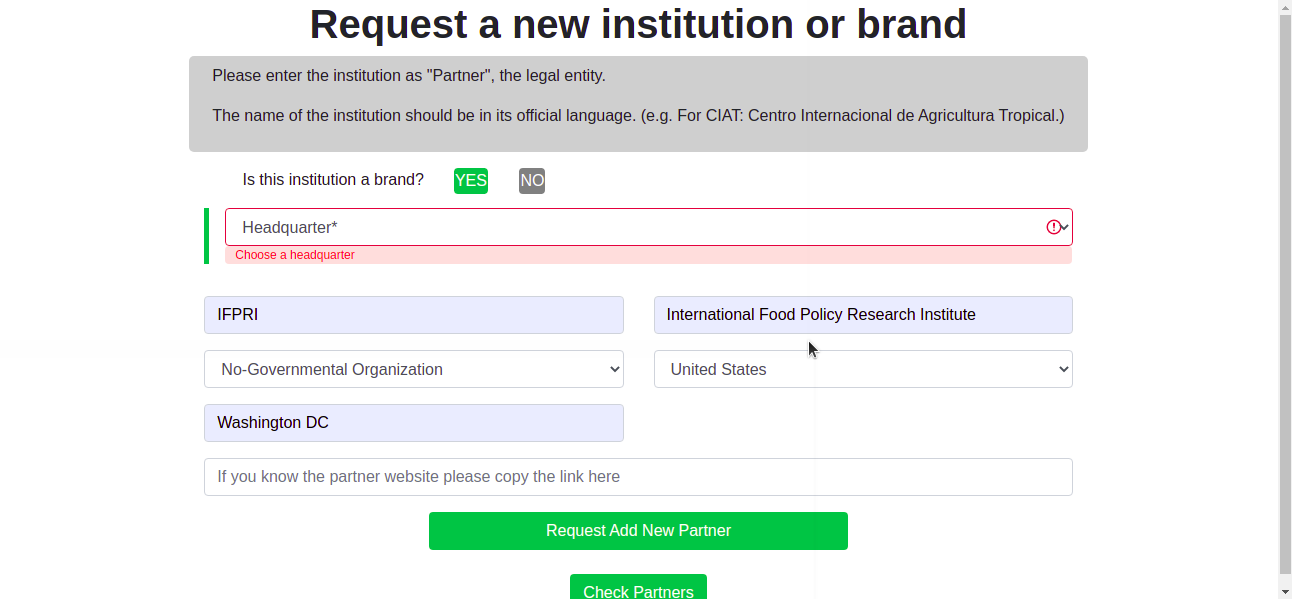 Request a new institution or brand
Please enter the institution as "Partner", the legal entity.
The name of the institution should be in its official language. (e.g. For CIAT: Centro Internacional de Agricultura Tropical.)
Is this institution a brand? YES NO
Headquarter*
Choose a headquarter
IFPRI International Food Policy Research Institute
No-Governmental Organization United States
Washington DC
If you know the partner website please copy the link here
Request Add New Partner
Check Partners